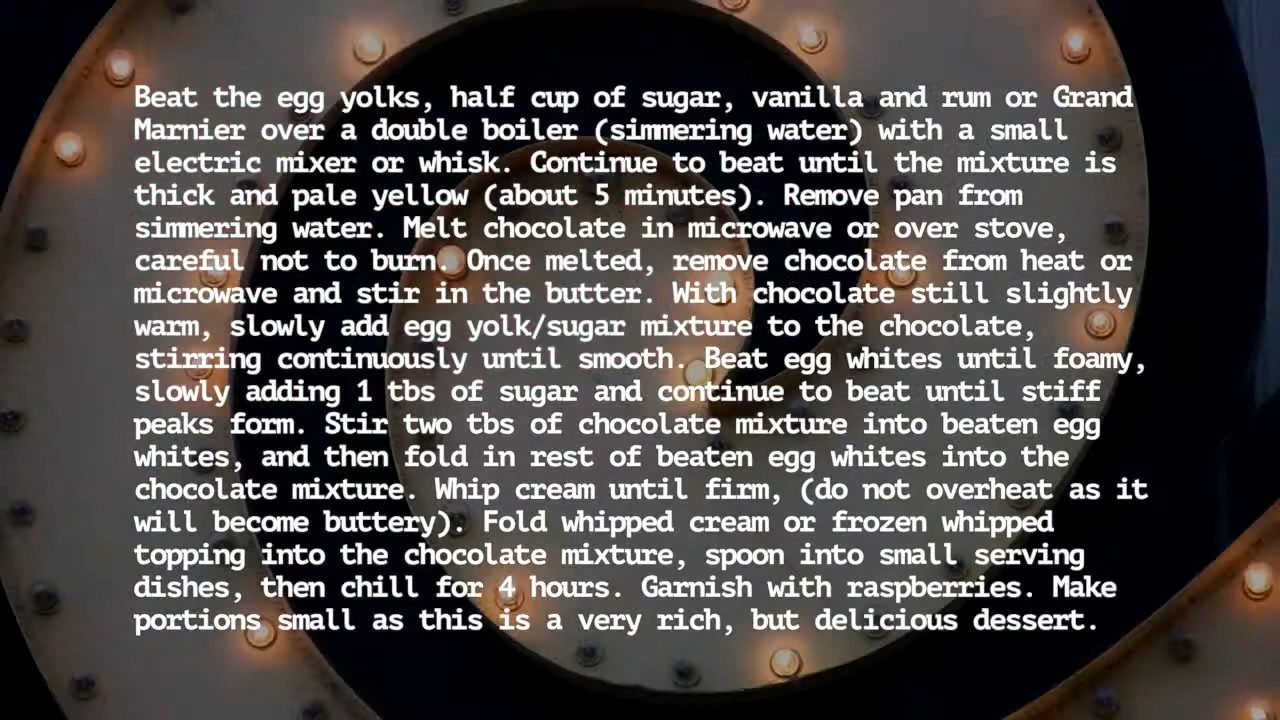 Beat the egg yolks, half cup of sugar, vanilla and rum or Grand
Marnier over a double boiler (simmering water) with a small
electric mixer or whisk. Continue to beat until the mixture is
thick and pale yellow (about 5 minutes). Remove pan from
simmering water. Melt chocolate in microwave or over stove,
careful not to burn. Once melted, remove chocolate from heat or
microwave and stir in the butter. With chocolate still slightly
warm, slowly add egg yolk/sugar mixture to the chocolate,
stirring continuously until smooth. Beat egg whites until foamy,
slowly adding 1 tbs of sugar and continue to beat until stiff
peaks form. Stir two tbs of chocolate mixture into beaten egg
whites, and then fold in rest of beaten egg whites into the
chocolate mixture. Whip cream until firm, (do not overheat as it
will become buttery). Fold whipped cream or frozen whipped
topping into the chocolate mixture, spoon into small serving
dishes, then chill for 4 hours. Garnish with raspberries. Make
portions small as this is a very rich, but delicious dessert.